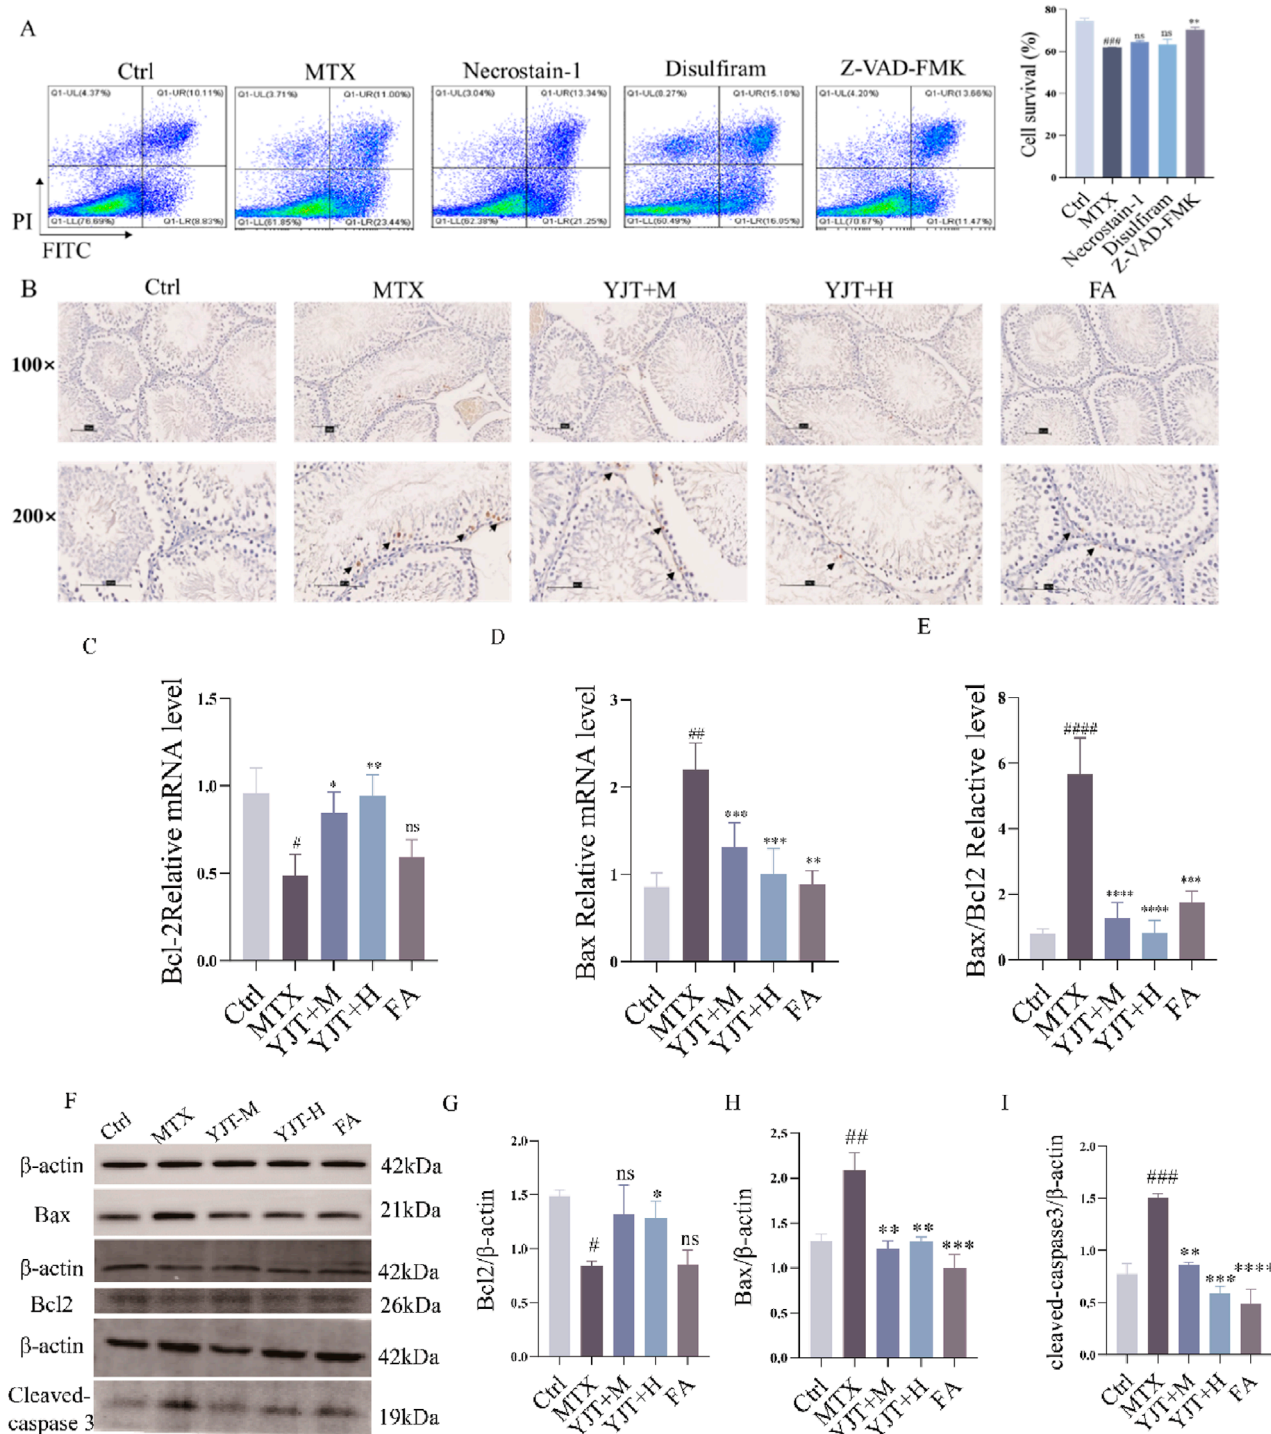 A
Ctrl
MTX
Necrostain-1
Disulfiram
Z-VAD-FMK
Q1-UL(4.37%)
Q1-UR(10.11%)
Q1-LL(76.69%)
Q1-LR(8.83%)
Q1-UL(3.71%)
Q1-UR(11.00%)
Q1-LL(61.85%)
Q1-LR(23.44%)
Q1-UL(3.04%)
Q1-UR(13.34%)
Q1-LL(62.38%)
Q1-LR(21.25%)
Q1-UL(8.27%)
Q1-UR(15.18%)
Q1-LL(60.49%)
Q1-LR(16.05%)
Q1-UL(4.20%)
Q1-UR(13.66%)
Q1-LL(70.67%)
Q1-LR(11.47%)
PI
FITC
Cell survival (%)
80
60
40
20
0
###
ns
ns
**
Ctrl
MTX
Necrostain-1
Disulfiram
Z-VAD-FMK
B
Ctrl
MTX
YJT+M
YJT+H
FA
100×
200×
C
Bcl-2Relative mRNA level
1.5
1.0
0.5
0.0
#
*
**
ns
Ctrl
MTX
YJT+M
YJT+H
FA
D
Bax Relative mRNA level
3
2
1
0
##
***
***
**
Ctrl
MTX
YJT+M
YJT+H
FA
E
Bax/Bcl2 Relactive level
8
6
4
2
0
####
****
****
***
Ctrl
MTX
YJT+M
YJT+H
FA
F
Ctrl
MTX
YJT-M
YJT-H
FA
β-actin
42kDa
Bax
21kDa
β-actin
42kDa
Bcl2
26kDa
β-actin
42kDa
Cleaved-
caspase 3
19kDa
G
Bcl2/β-actin
2.0
1.5
1.0
0.5
0.0
#
ns
*
ns
Ctrl
MTX
YJT+M
YJT+H
FA
H
Bax/β-actin
2.5
2.0
1.5
1.0
0.5
0.0
##
**
**
***
Ctrl
MTX
YJT+M
YJT+H
FA
I
cleaved-caspase3/β-actin
2.0
1.5
1.0
0.5
0.0
###
**
***
****
Ctrl
MTX
YJT+M
YJT+H
FA